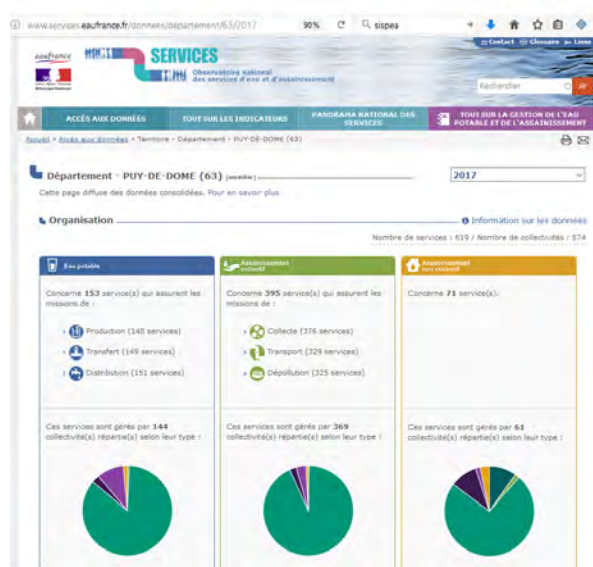 www.services.eaufrance.fr/donnees/departement/63/2017
90%
sispea
Contact
Glossaire
Liens
eaufrance
SERVICES
Observatoire national
des services d'eau et d'assainissement
Rechercher
ACCÈS AUX DONNÉES
TOUT SUR LES INDICATEURS
PANORAMA NATIONAL DES
SERVICES
TOUT SUR LA GESTION DE L'EAU
POTABLE ET DE L'ASSAINISSEMENT
Accueil > Accès aux données > Territoire > Département - PUY-DE-DOME (63)
Département - PUY-DE-DOME (63) [modifier]
2017
Cette page diffuse des données consolidées. Pour en savoir plus
Organisation
Information sur les données
Nombre de services : 619 / Nombre de collectivités : 574
Eau potable
Concerne 153 service(s) qui assurent les
missions de :
Production (148 services)
Transfert (149 services)
Distribution (151 services)
Ces services sont gérés par 144
collectivité(s) répartie(s) selon leur type :
Assainissement
collectif
Concerne 395 service(s) qui assurent les
missions de :
Collecte (376 services)
Transport (329 services)
Dépollution (325 services)
Ces services sont gérés par 369
collectivité(s) répartie(s) selon leur type :
Assainissement
non collectif
Concerne 71 service(s).
Ces services sont gérés par 61
collectivité(s) répartie(s) selon leur type :